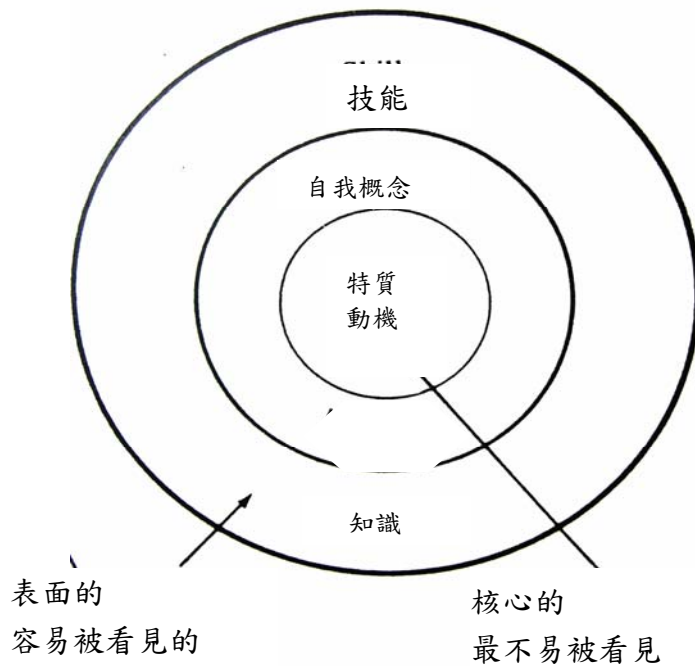 技能
自我概念
特質
動機
知識
表面的
容易被看見的
核心的
最不易被看見